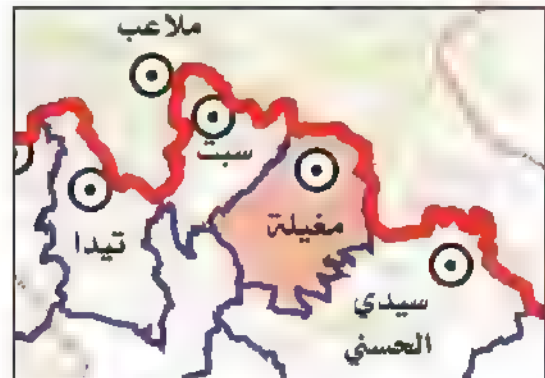 ملاعب
سبت
مغيلة
تيدا
سيدي
الحسني